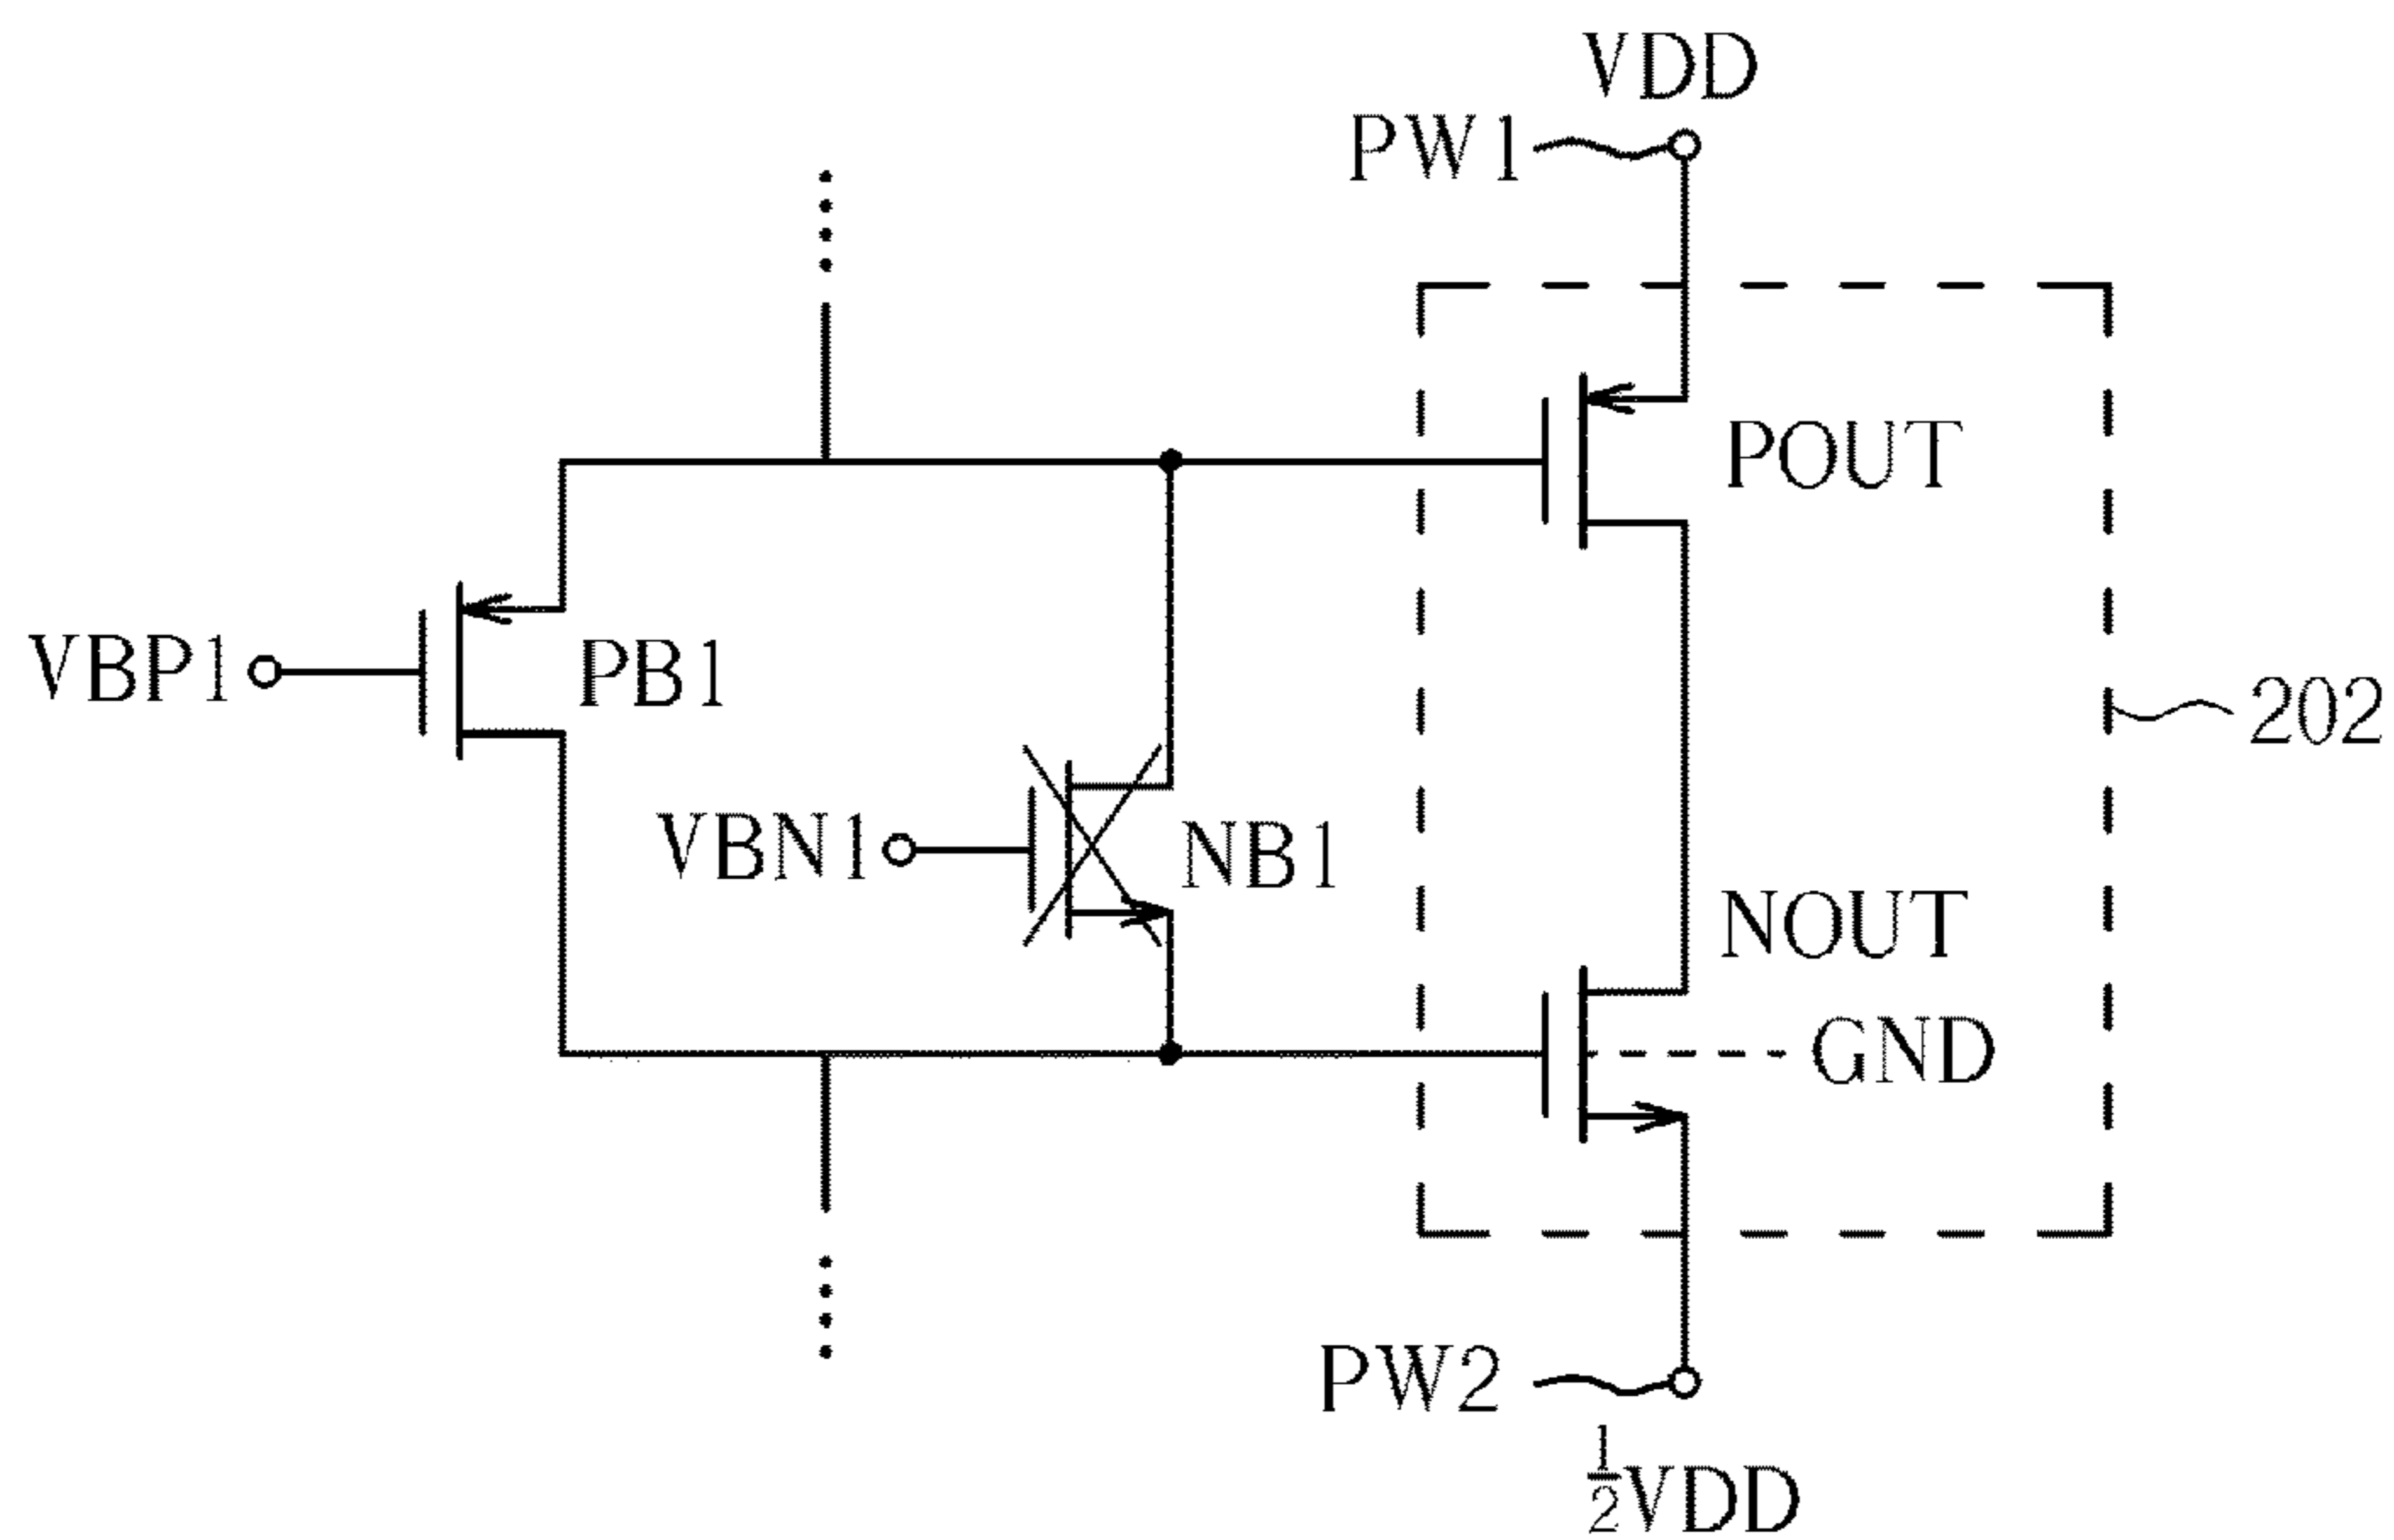 VDD
PW1
POUT
VBP1
PB1
202
VBN1
NB1
NOUT
GND
PW2
1/2VDD